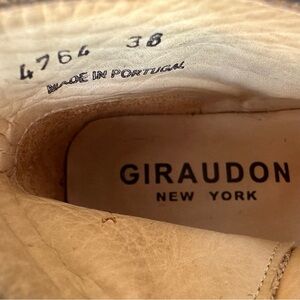 4764 38
MADE IN PORTUGAL
GIRAUDON
NEW YORK